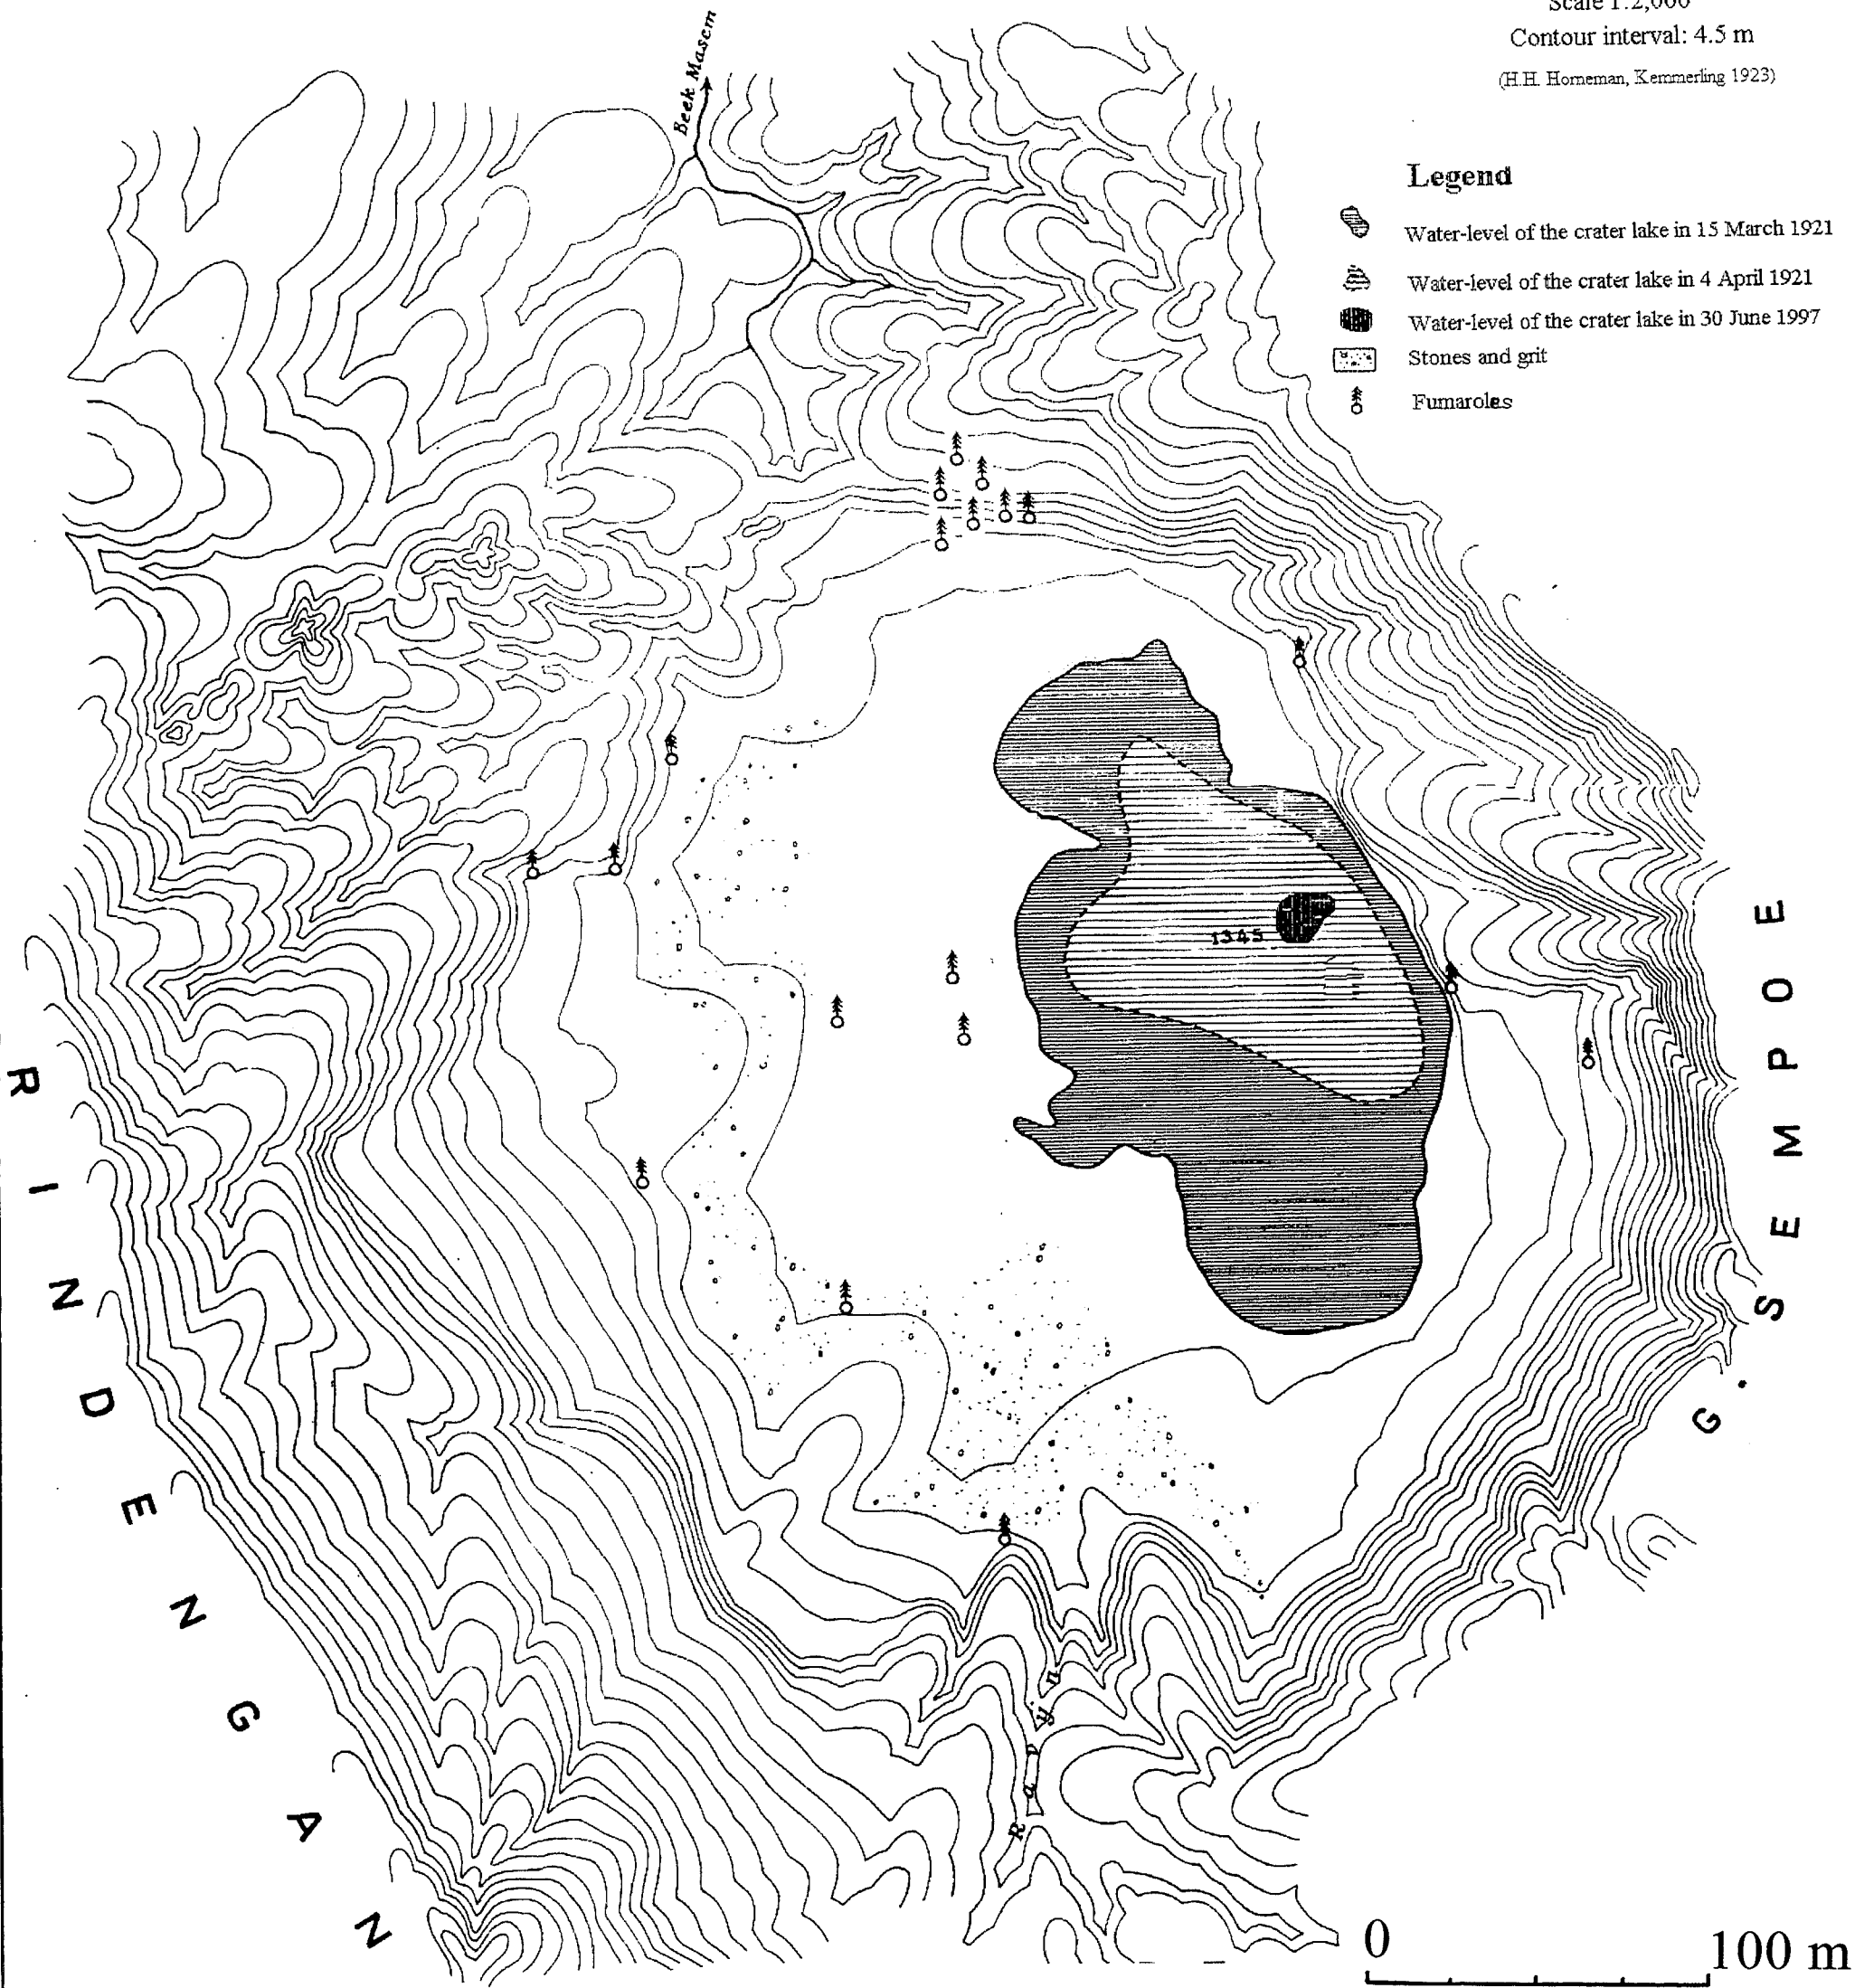 Scale 1:2,000
Contour interval: 4.5 m
(H.H. Horneman, Kemmerling 1923)
Beek Masem
Legend
Water-level of the crater lake in 15 March 1921
Water-level of the crater lake in 4 April 1921
Water-level of the crater lake in 30 June 1997
Stones and grit
Fumaroles
1345
RINDENGAN
G. SEMPOE
0 100 m